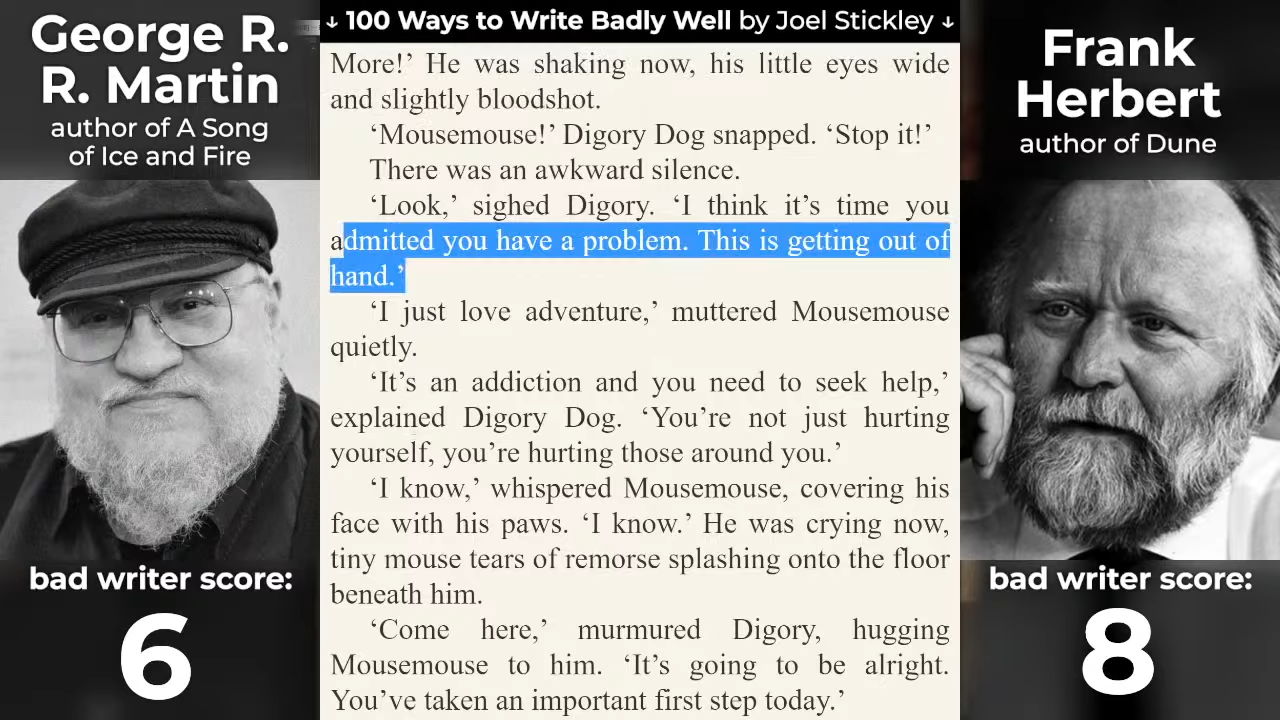 George R.
R. Martin
author of A Song
of Ice and Fire
bad writer score:
6
↓ 100 Ways to Write Badly Well by Joel Stickley ↓
More!’ He was shaking now, his little eyes wide
and slightly bloodshot.
‘Mousemouse!’ Digory Dog snapped. ‘Stop it!’
There was an awkward silence.
‘Look,’ sighed Digory. ‘I think it’s time you
admitted you have a problem. This is getting out of
hand.’
‘I just love adventure,’ muttered Mousemouse
quietly.
‘It’s an addiction and you need to seek help,’
explained Digory Dog. ‘You’re not just hurting
yourself, you’re hurting those around you.’
‘I know,’ whispered Mousemouse, covering his
face with his paws. ‘I know.’ He was crying now,
tiny mouse tears of remorse splashing onto the floor
beneath him.
‘Come here,’ murmured Digory, hugging
Mousemouse to him. ‘It’s going to be alright.
You’ve taken an important first step today.’
Frank
Herbert
author of Dune
bad writer score:
8